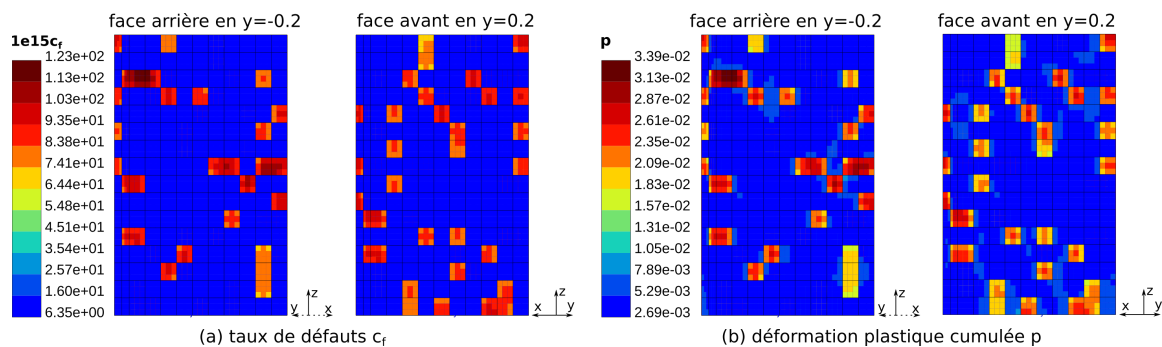 face arrière en y=-0.2
face avant en y=0.2
1e15cf
1.23e+02
1.13e+02
1.03e+02
9.35e+01
8.38e+01
7.41e+01
6.44e+01
5.48e+01
4.51e+01
3.54e+01
2.57e+01
1.60e+01
6.35e+00
y z x
x z y
(a) taux de défauts cf
face arrière en y=-0.2
face avant en y=0.2
p
3.39e-02
3.13e-02
2.87e-02
2.61e-02
2.35e-02
2.09e-02
1.83e-02
1.57e-02
1.31e-02
1.05e-02
7.89e-03
5.29e-03
2.69e-03
y z x
x z y
(b) déformation plastique cumulée p